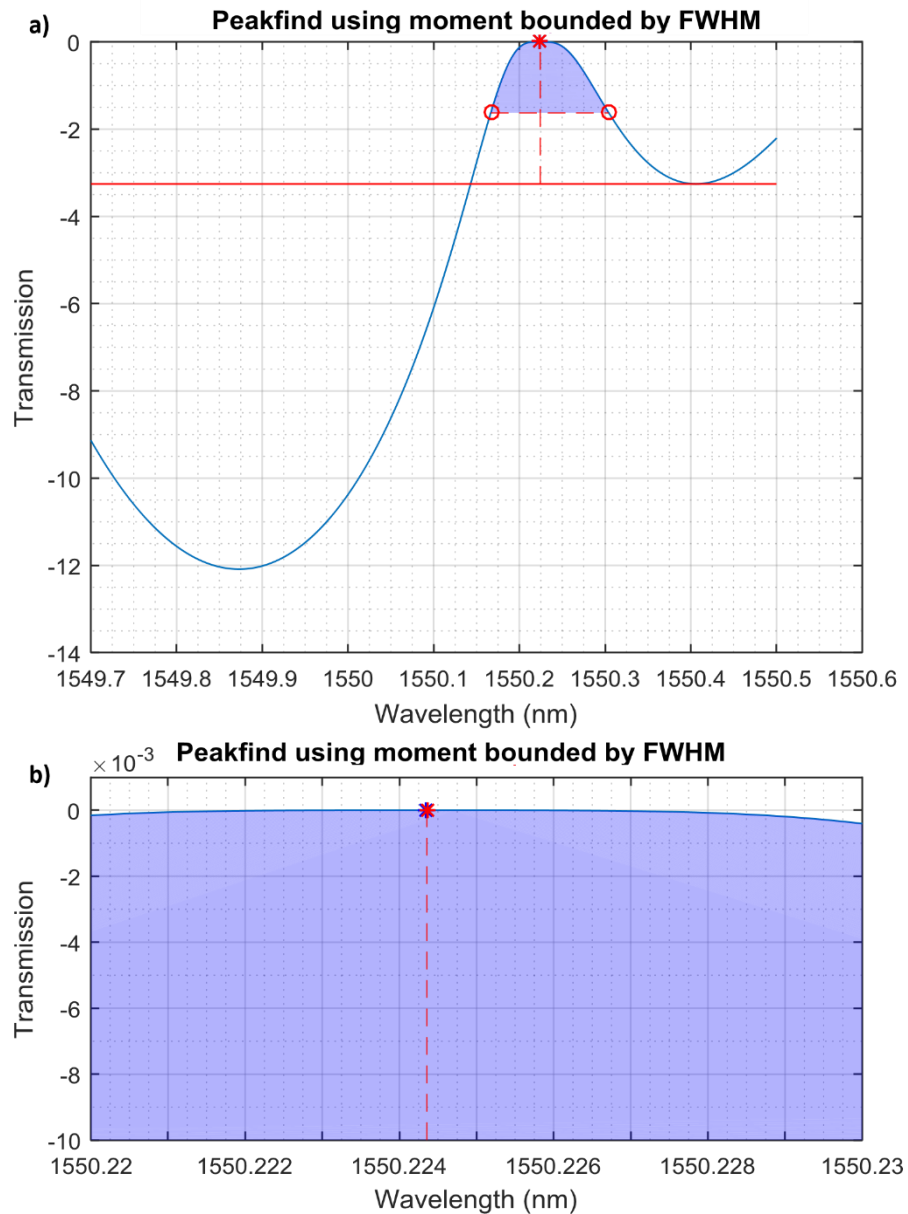 a)
Peakfind using moment bounded by FWHM
0
-2
-4
-6
-8
-10
-12
-14
Transmission
1549.7 1549.8 1549.9 1550 1550.1 1550.2 1550.3 1550.4 1550.5 1550.6
Wavelength (nm)
b)
×10-3
Peakfind using moment bounded by FWHM
0
-2
-4
-6
-8
-10
Transmission
1550.22 1550.222 1550.224 1550.226 1550.228 1550.23
Wavelength (nm)